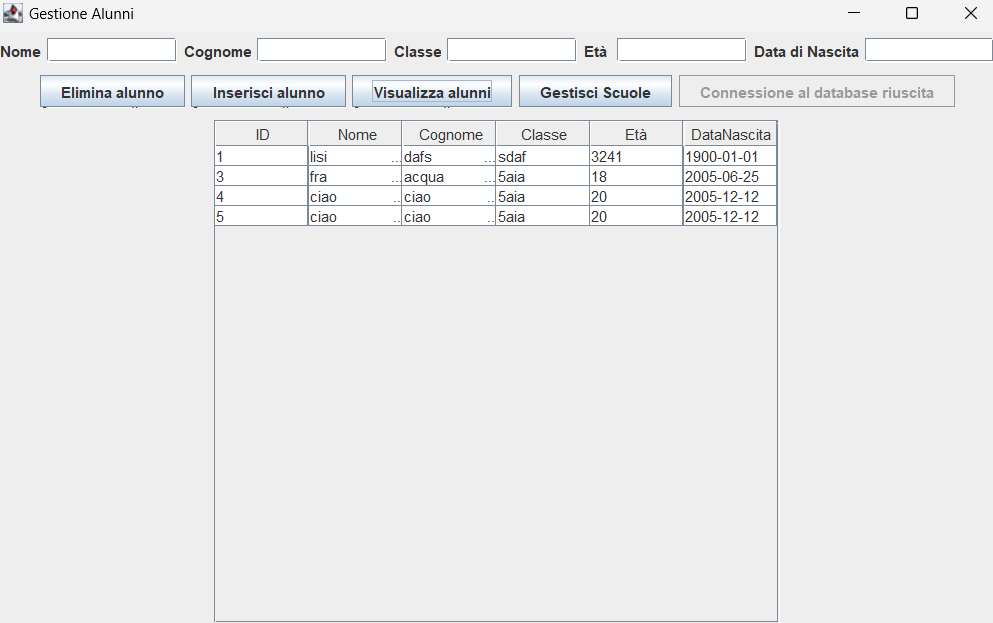 Gestione Alunni
Nome Cognome Classe Età Data di Nascita
Elimina alunno Inserisci alunno Visualizza alunni Gestisci Scuole Connessione al database riuscita
ID Nome Cognome Classe Età DataNascita
1 lisi ... dafs ... sdaf 3241 1900-01-01
3 fra ... acqua ... 5aia 18 2005-06-25
4 ciao .. ciao .. 5aia 20 2005-12-12
5 ciao .. ciao .. 5aia 20 2005-12-12